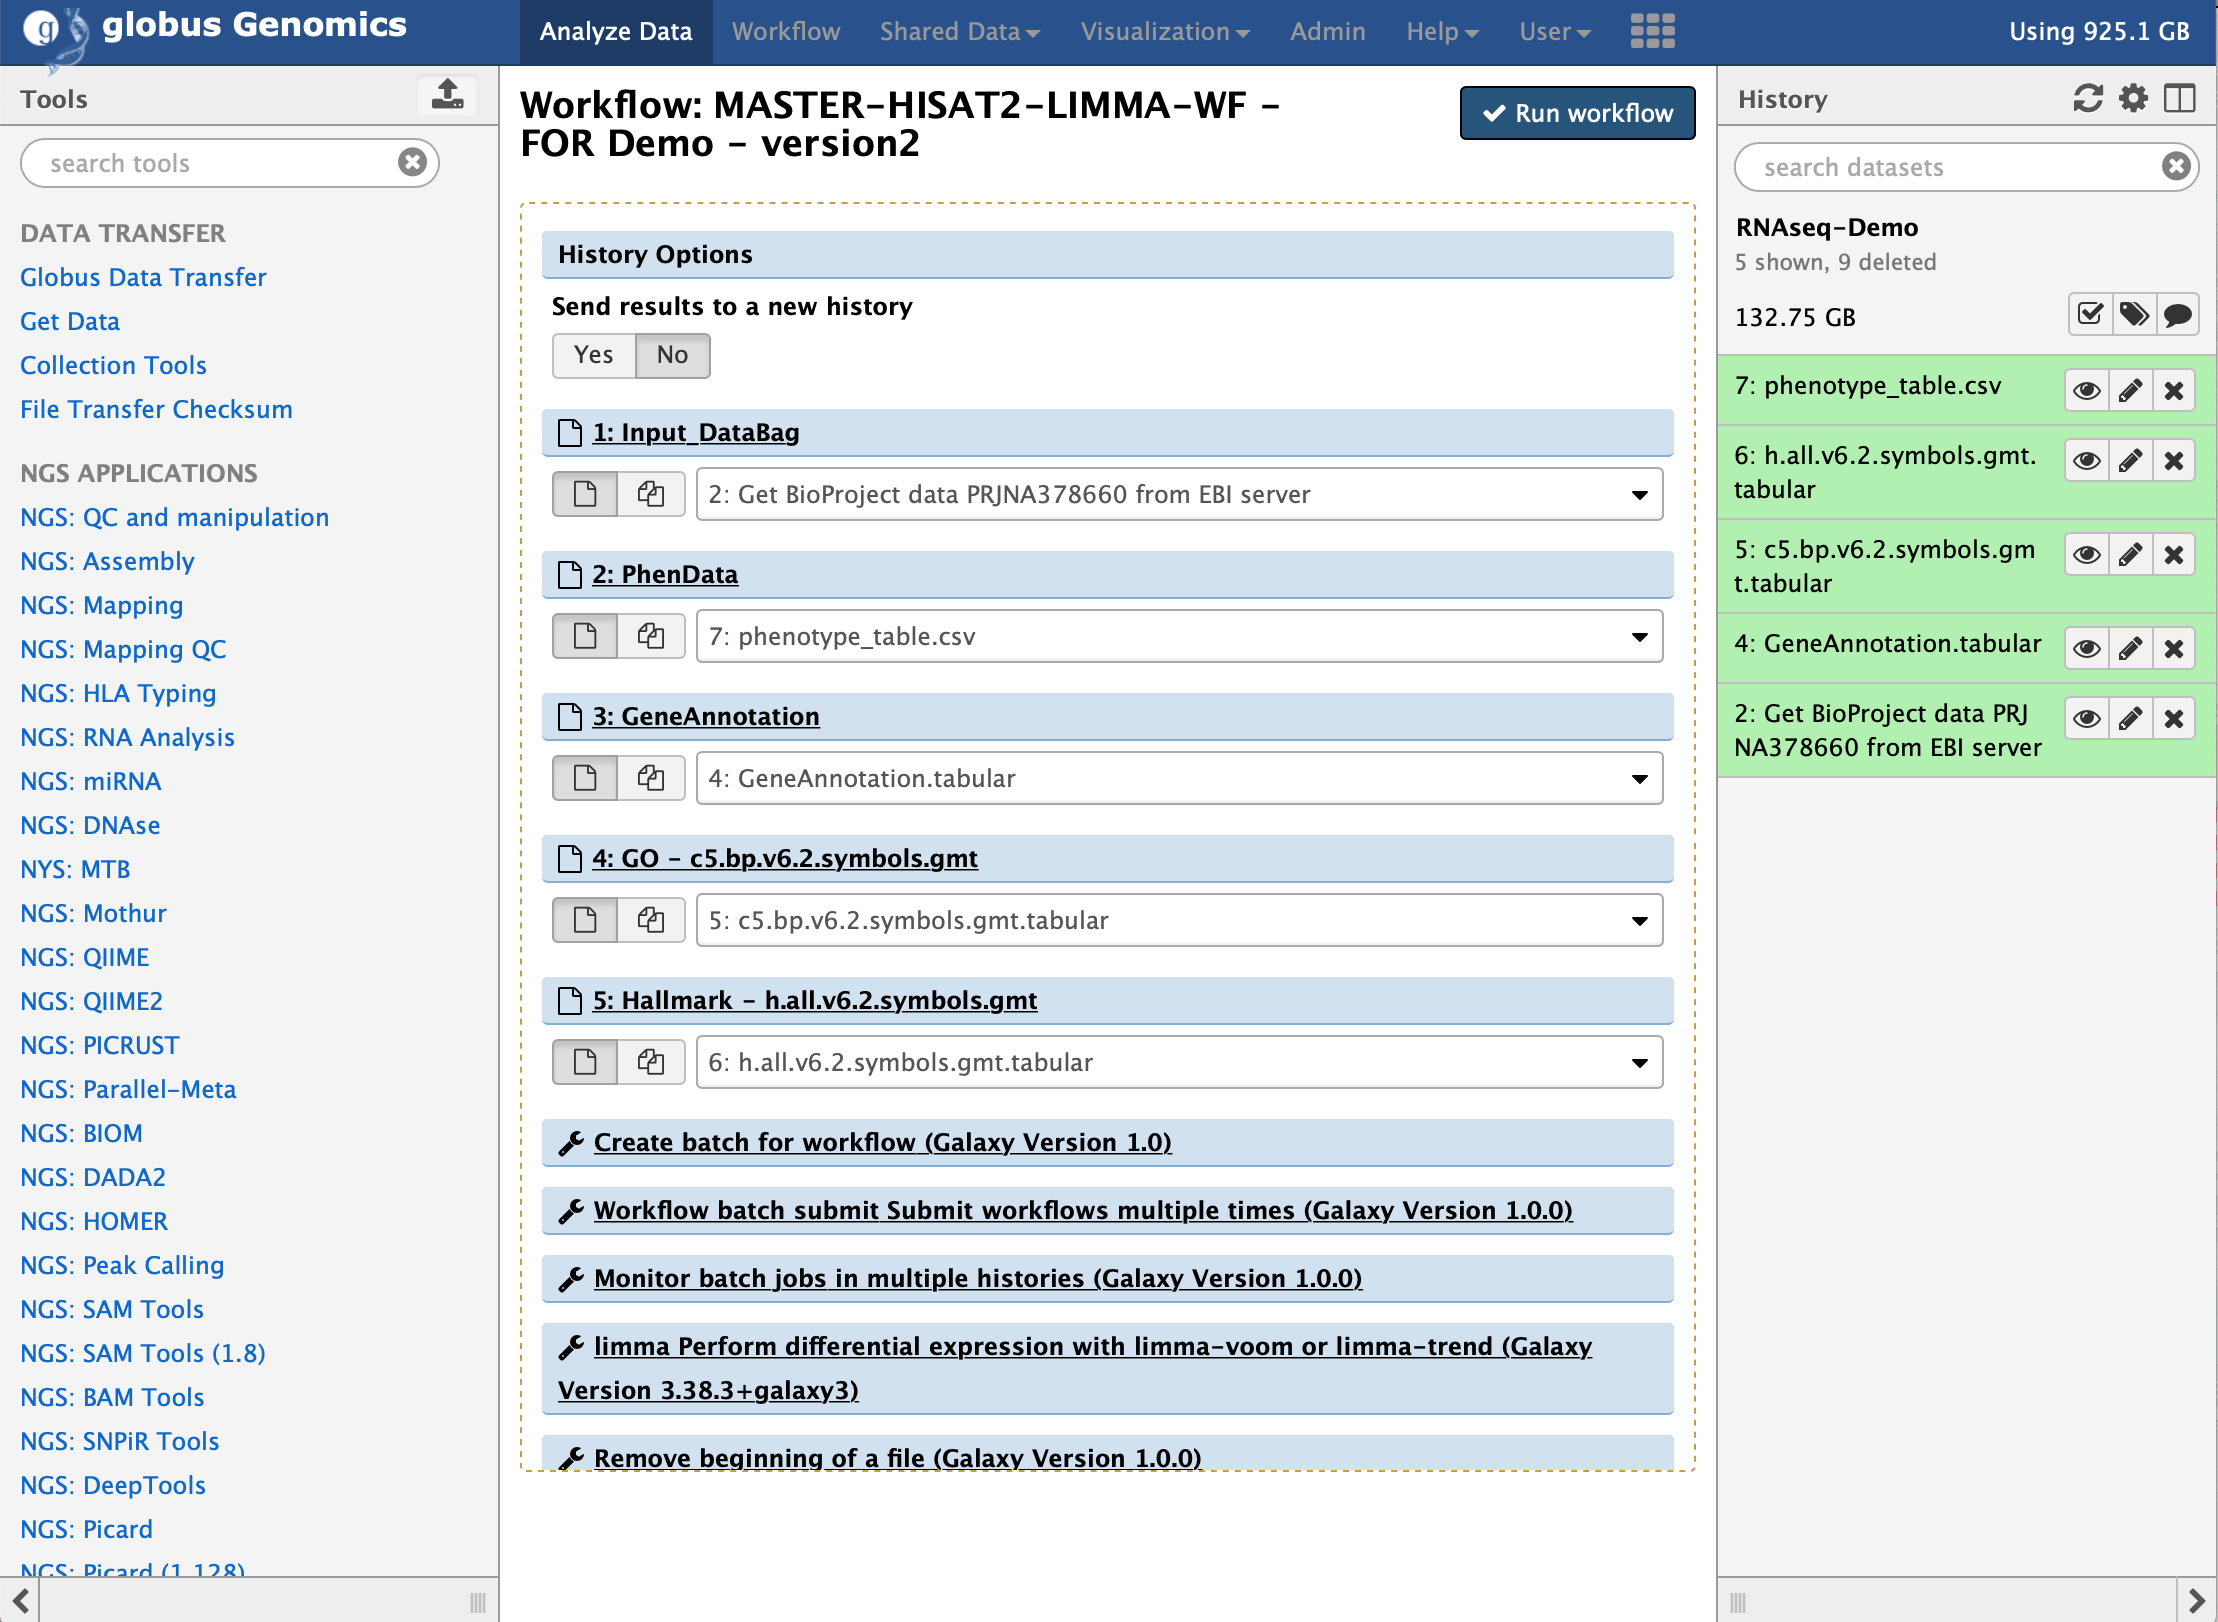 globus Genomics
Analyze Data
Workflow
Shared Data
Visualization
Admin
Help
User
Using 925.1 GB
Tools
search tools
DATA TRANSFER
Globus Data Transfer
Get Data
Collection Tools
File Transfer Checksum
NGS APPLICATIONS
NGS: QC and manipulation
NGS: Assembly
NGS: Mapping
NGS: Mapping QC
NGS: HLA Typing
NGS: RNA Analysis
NGS: miRNA
NGS: DNAse
NYS: MTB
NGS: Mothur
NGS: QIIME
NGS: QIIME2
NGS: PICRUST
NGS: Parallel-Meta
NGS: BIOM
NGS: DADA2
NGS: HOMER
NGS: Peak Calling
NGS: SAM Tools
NGS: SAM Tools (1.8)
NGS: BAM Tools
NGS: SNPiR Tools
NGS: DeepTools
NGS: Picard
NGS: Picard (1.128)
Workflow: MASTER-HISAT2-LIMMA-WF -
FOR Demo - version2
Run workflow
History Options
Send results to a new history
Yes
No
1: Input_DataBag
2: Get BioProject data PRJNA378660 from EBI server
2: PhenData
7: phenotype_table.csv
3: GeneAnnotation
4: GeneAnnotation.tabular
4: GO - c5.bp.v6.2.symbols.gmt
5: c5.bp.v6.2.symbols.gmt.tabular
5: Hallmark - h.all.v6.2.symbols.gmt
6: h.all.v6.2.symbols.gmt.tabular
Create batch for workflow (Galaxy Version 1.0)
Workflow batch submit Submit workflows multiple times (Galaxy Version 1.0.0)
Monitor batch jobs in multiple histories (Galaxy Version 1.0.0)
limma Perform differential expression with limma-voom or limma-trend (Galaxy
Version 3.38.3+galaxy3)
Remove beginning of a file (Galaxy Version 1.0.0)
History
search datasets
RNAseq-Demo
5 shown, 9 deleted
132.75 GB
7: phenotype_table.csv
6: h.all.v6.2.symbols.gmt.
tabular
5: c5.bp.v6.2.symbols.gm
t.tabular
4: GeneAnnotation.tabular
2: Get BioProject data PRJ
NA378660 from EBI server